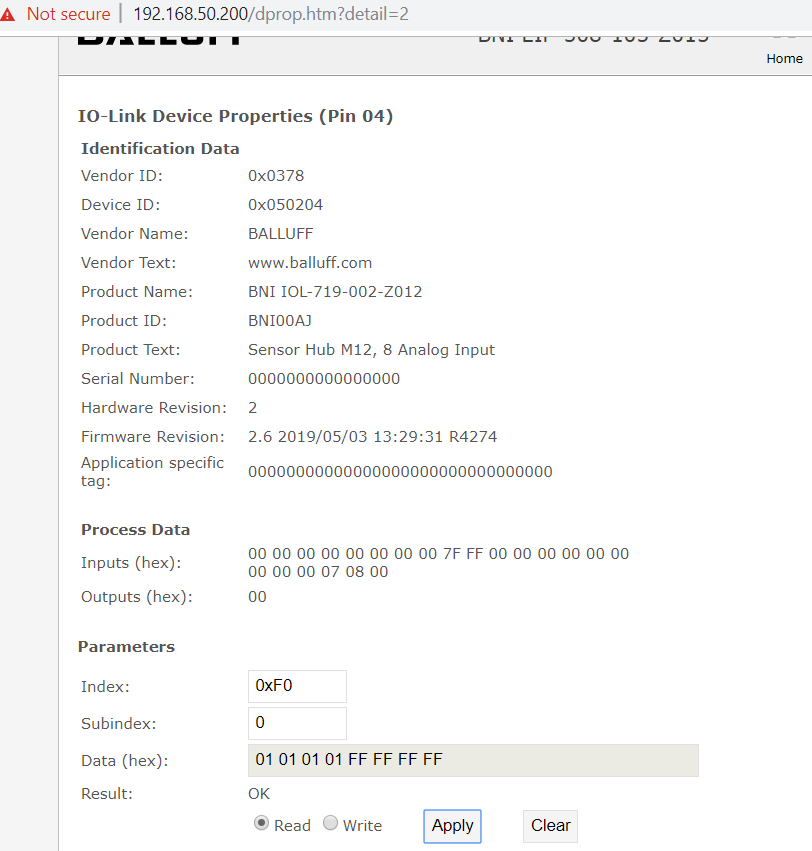 Not secure | 192.168.50.200/dprop.htm?detail=2
BALLUFF
Home
IO-Link Device Properties (Pin 04)
Identification Data
Vendor ID: 0x0378
Device ID: 0x050204
Vendor Name: BALLUFF
Vendor Text: www.balluff.com
Product Name: BNI IOL-719-002-Z012
Product ID: BNI00AJ
Product Text: Sensor Hub M12, 8 Analog Input
Serial Number: 0000000000000000
Hardware Revision: 2
Firmware Revision: 2.6 2019/05/03 13:29:31 R4274
Application specific
tag: 00000000000000000000000000000000
Process Data
Inputs (hex): 00 00 00 00 00 00 00 00 7F FF 00 00 00 00 00 00
00 00 00 07 08 00
Outputs (hex): 00
Parameters
Index: 0xF0
Subindex: 0
Data (hex): 01 01 01 01 FF FF FF FF
Result: OK
Read Write Apply Clear